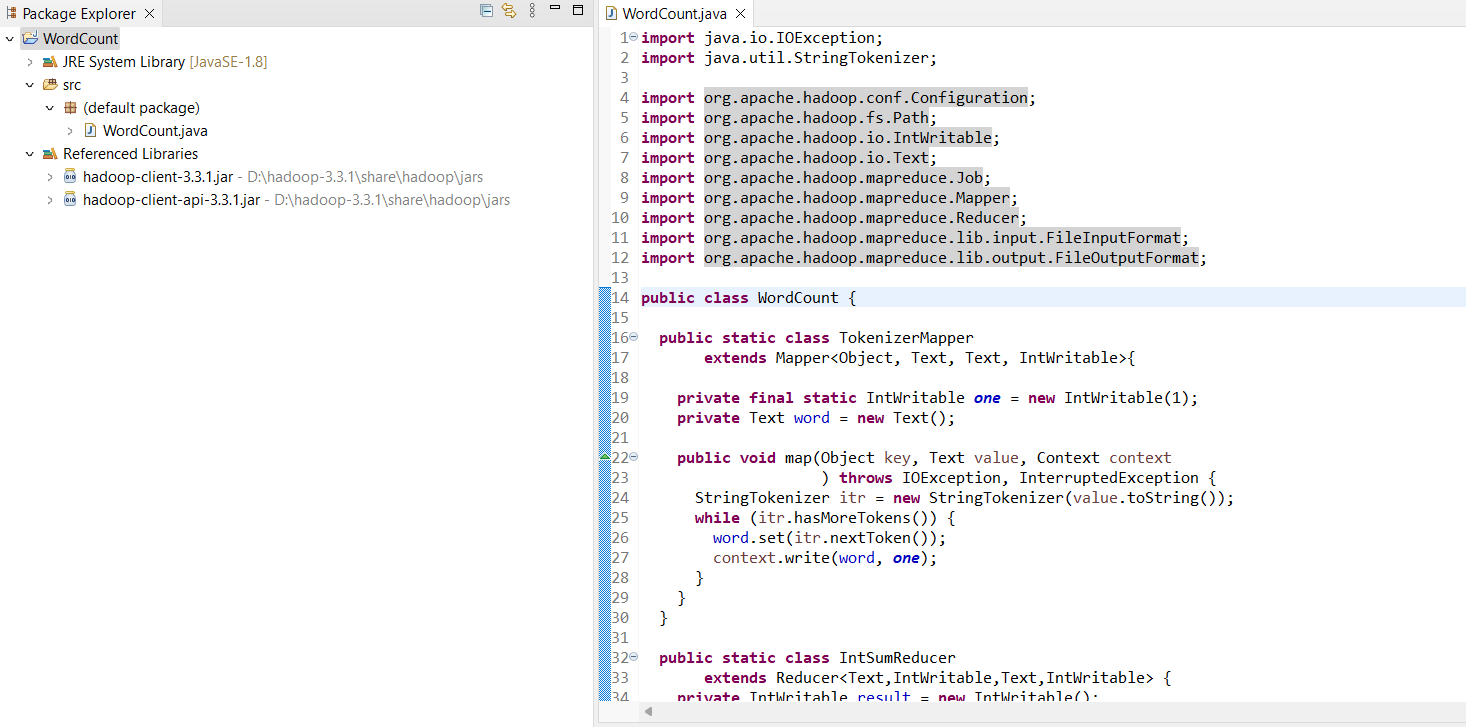 Package Explorer
WordCount
JRE System Library [JavaSE-1.8]
src
(default package)
WordCount.java
Referenced Libraries
hadoop-client-3.3.1.jar - D:\hadoop-3.3.1\share\hadoop\jars
hadoop-client-api-3.3.1.jar - D:\hadoop-3.3.1\share\hadoop\jars
WordCount.java
1 import java.io.IOException;
2 import java.util.StringTokenizer;
3
4 import org.apache.hadoop.conf.Configuration;
5 import org.apache.hadoop.fs.Path;
6 import org.apache.hadoop.io.IntWritable;
7 import org.apache.hadoop.io.Text;
8 import org.apache.hadoop.mapreduce.Job;
9 import org.apache.hadoop.mapreduce.Mapper;
10 import org.apache.hadoop.mapreduce.Reducer;
11 import org.apache.hadoop.mapreduce.lib.input.FileInputFormat;
12 import org.apache.hadoop.mapreduce.lib.output.FileOutputFormat;
13
14 public class WordCount {
15
16   public static class TokenizerMapper
17        extends Mapper<Object, Text, Text, IntWritable>{
18
19     private final static IntWritable one = new IntWritable(1);
20     private Text word = new Text();
21
22     public void map(Object key, Text value, Context context
23                     ) throws IOException, InterruptedException {
24       StringTokenizer itr = new StringTokenizer(value.toString());
25       while (itr.hasMoreTokens()) {
26         word.set(itr.nextToken());
27         context.write(word, one);
28       }
29     }
30   }
31
32   public static class IntSumReducer
33        extends Reducer<Text,IntWritable,Text,IntWritable> {
34     private IntWritable result = new IntWritable();